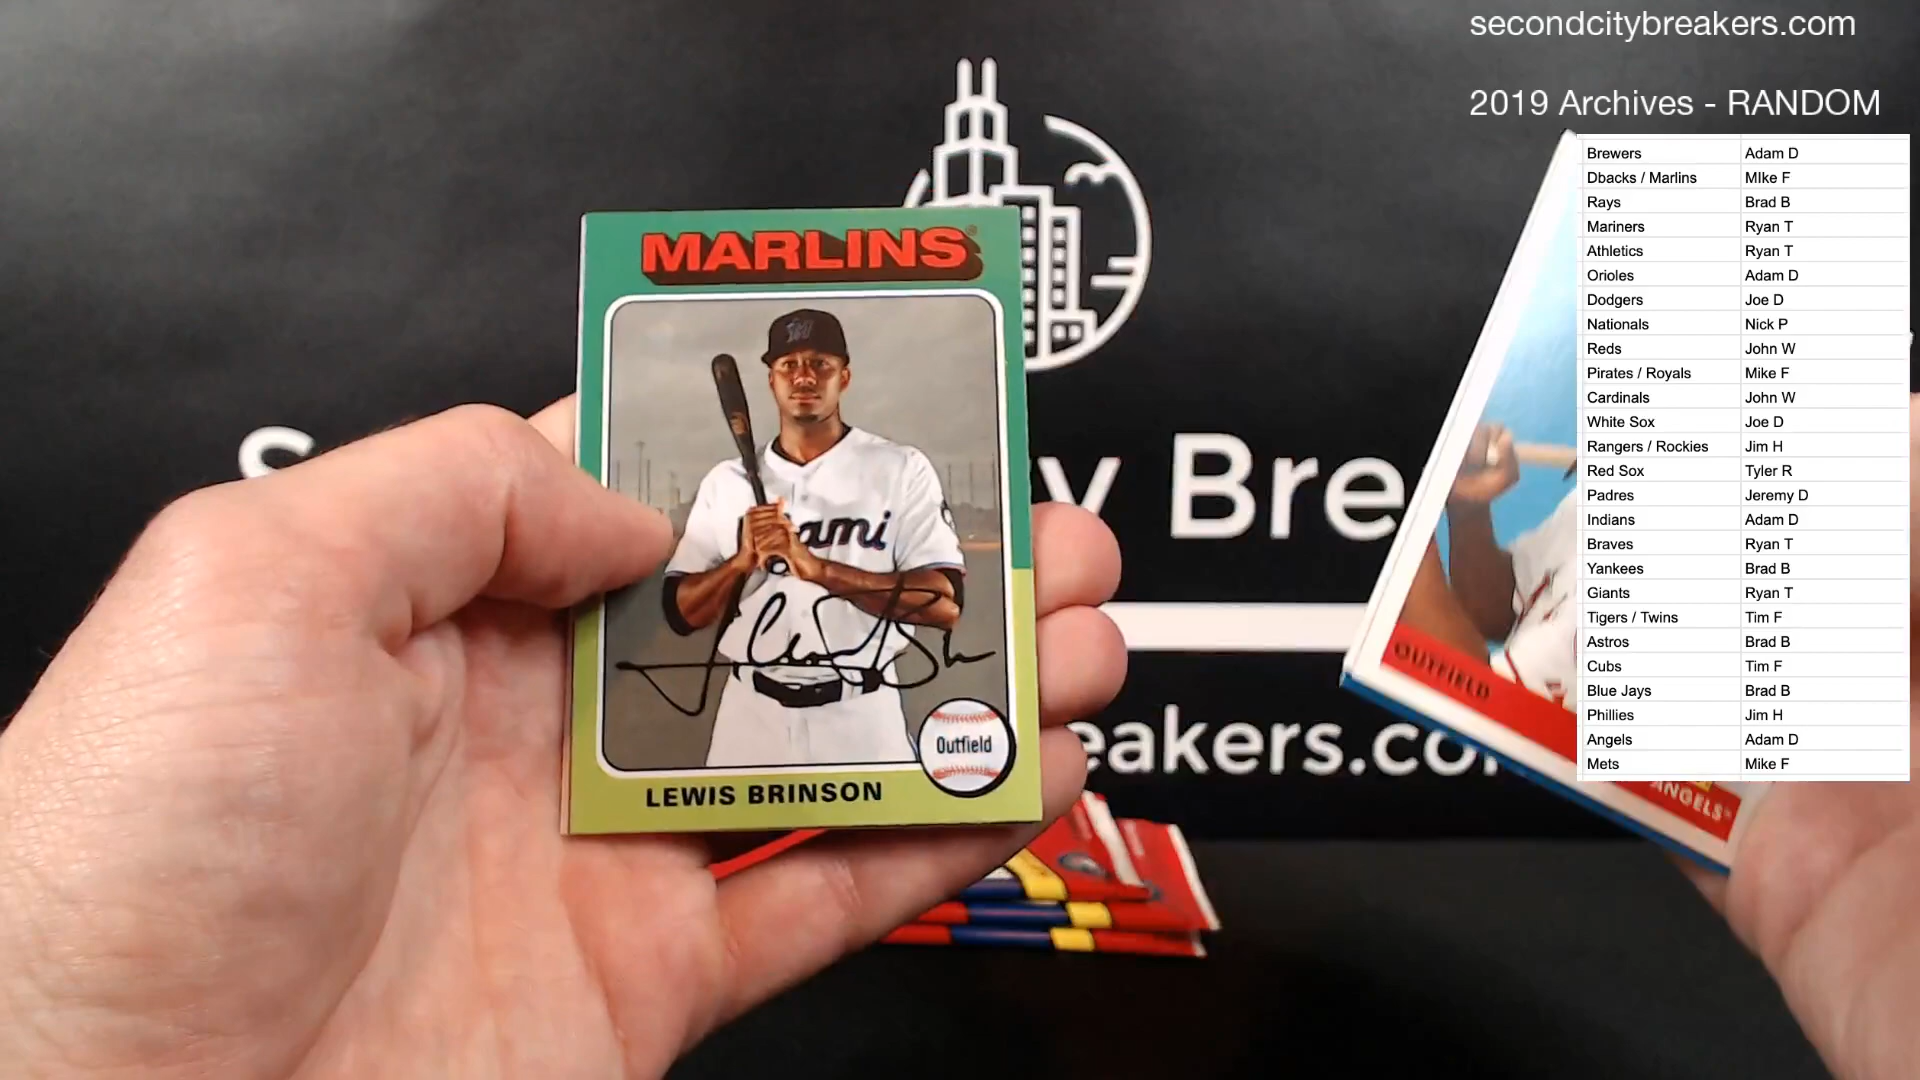 secondcitybreakers.com
2019 Archives - RANDOM
Brewers Adam D
Dbacks / Marlins MIke F
Rays Brad B
Mariners Ryan T
Athletics Ryan T
Orioles Adam D
Dodgers Joe D
Nationals Nick P
Reds John W
Pirates / Royals Mike F
Cardinals John W
White Sox Joe D
Rangers / Rockies Jim H
Red Sox Tyler R
Padres Jeremy D
Indians Adam D
Braves Ryan T
Yankees Brad B
Giants Ryan T
Tigers / Twins Tim F
Astros Brad B
Cubs Tim F
Blue Jays Brad B
Phillies Jim H
Angels Adam D
Mets Mike F
MARLINS
Outfield
LEWIS BRINSON
OUTFIELD
ANGELS
S y Bre
eakers.co